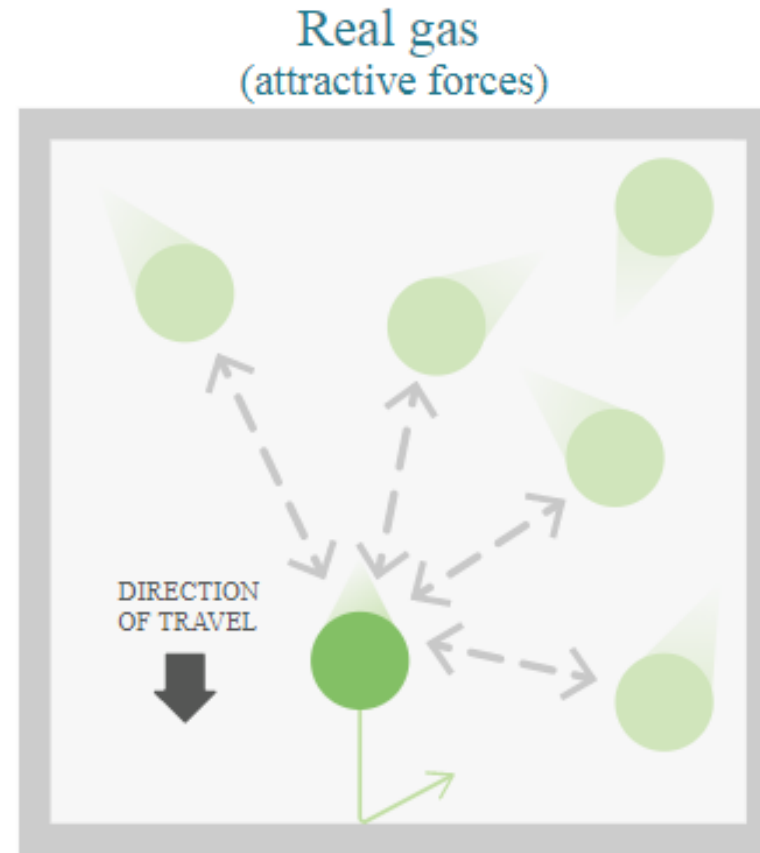 Real gas
(attractive forces)
DIRECTION
OF TRAVEL